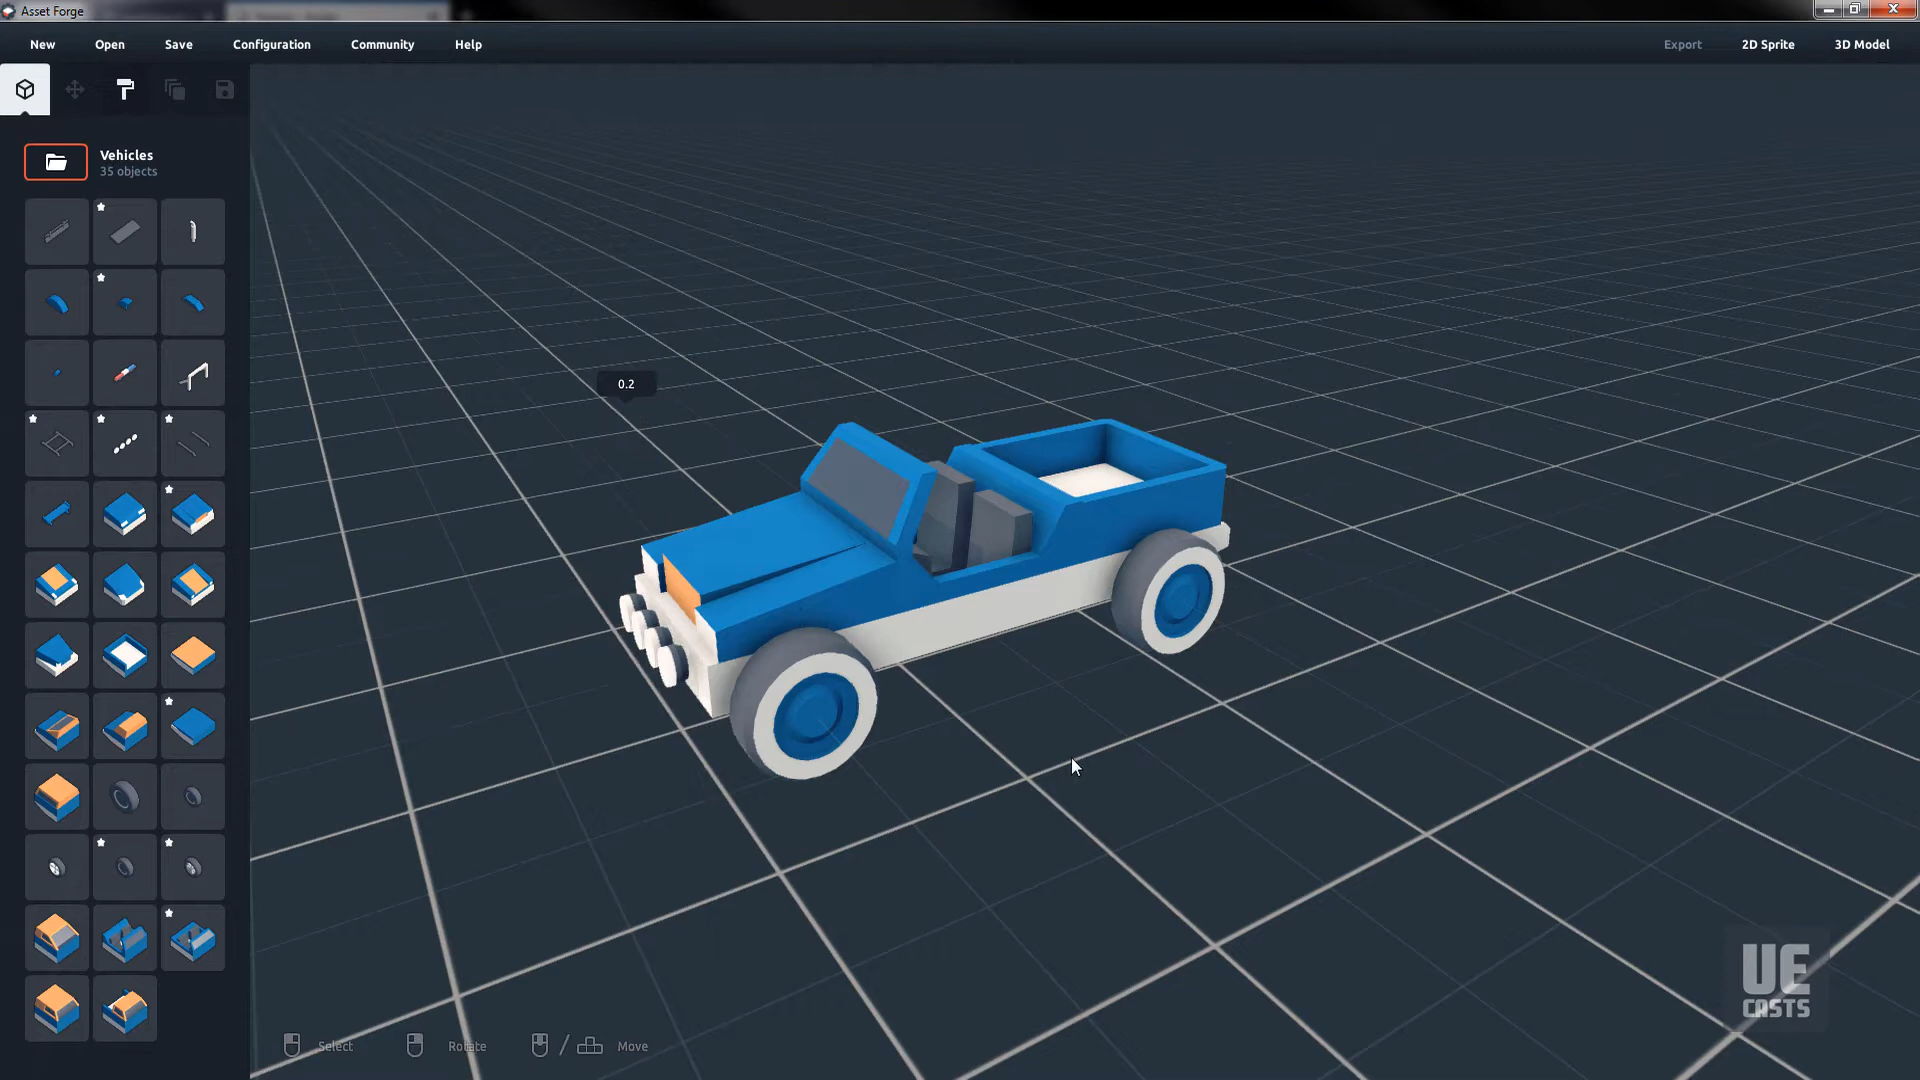 Asset Forge
New Open Save Configuration Community Help Export 2D Sprite 3D Model
Vehicles
35 objects
0.2
UE
CASTS
Select Rotate / Move